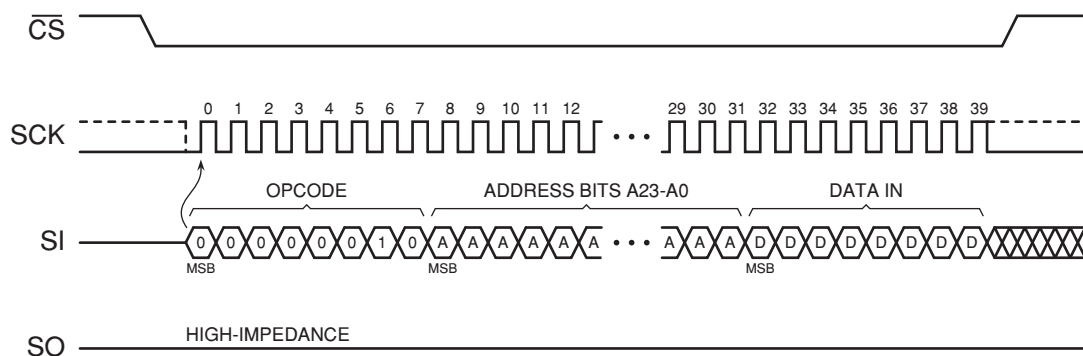 CS
0 1 2 3 4 5 6 7 8 9 10 11 12 29 30 31 32 33 34 35 36 37 38 39
SCK
OPCODE ADDRESS BITS A23-A0 DATA IN
SI 0 0 0 0 0 0 1 0 A A A A A A A A A D D D D D D D D
MSB MSB MSB
HIGH-IMPEDANCE
SO